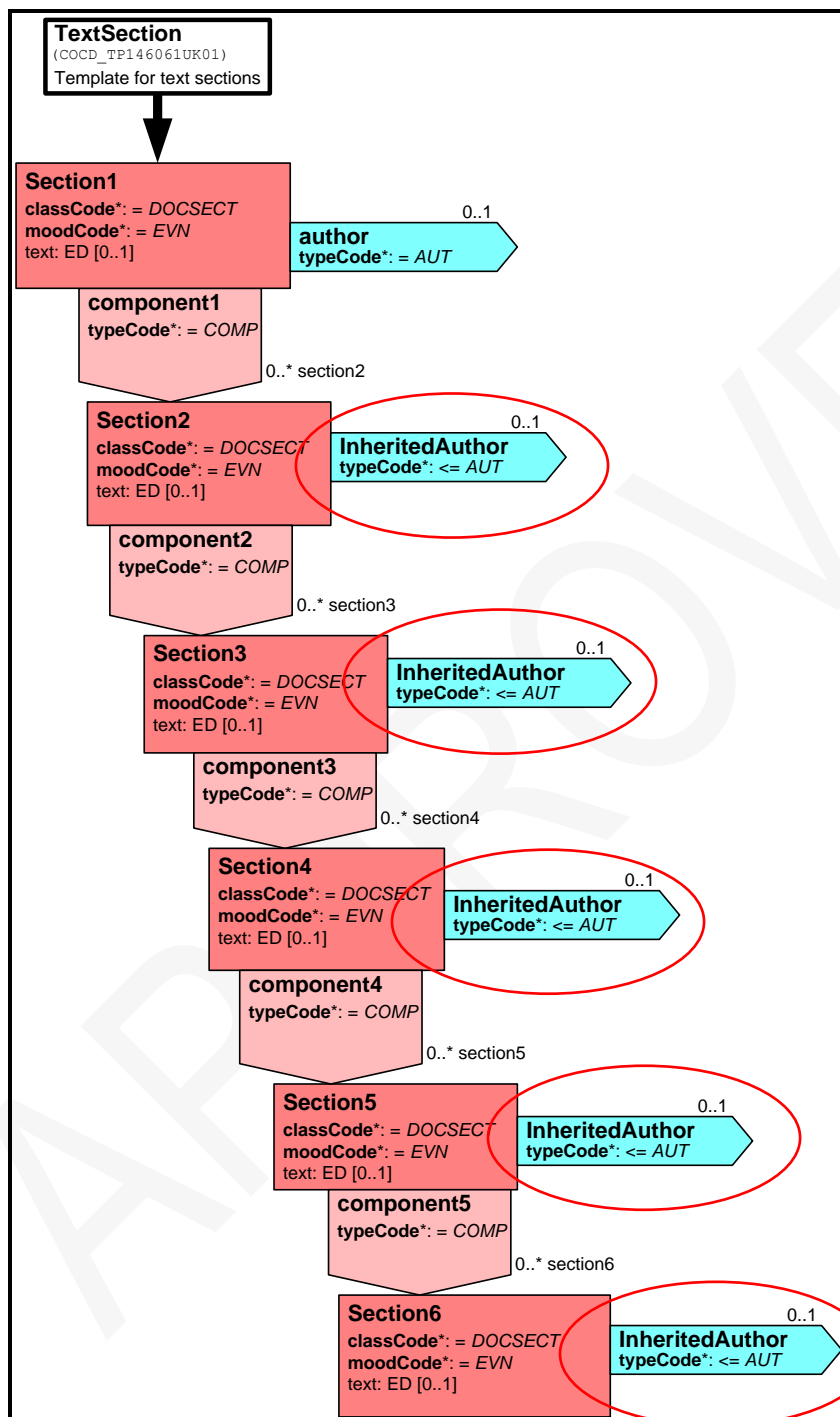 TextSection
(COCD_TP146061UK01)
Template for text sections
Section1
classCode*: = DOCSECT
moodCode*: = EVN
text: ED [0..1]
0..1
author
typeCode*: = AUT
component1
typeCode*: = COMP
0..* section2
Section2
classCode*: = DOCSECT
moodCode*: = EVN
text: ED [0..1]
0..1
InheritedAuthor
typeCode*: <= AUT
component2
typeCode*: = COMP
0..* section3
Section3
classCode*: = DOCSECT
moodCode*: = EVN
text: ED [0..1]
0..1
InheritedAuthor
typeCode*: <= AUT
component3
typeCode*: = COMP
0..* section4
Section4
classCode*: = DOCSECT
moodCode*: = EVN
text: ED [0..1]
0..1
InheritedAuthor
typeCode*: <= AUT
component4
typeCode*: = COMP
0..* section5
Section5
classCode*: = DOCSECT
moodCode*: = EVN
text: ED [0..1]
0..1
InheritedAuthor
typeCode*: <= AUT
component5
typeCode*: = COMP
0..* section6
Section6
classCode*: = DOCSECT
moodCode*: = EVN
text: ED [0..1]
0..1
InheritedAuthor
typeCode*: <= AUT